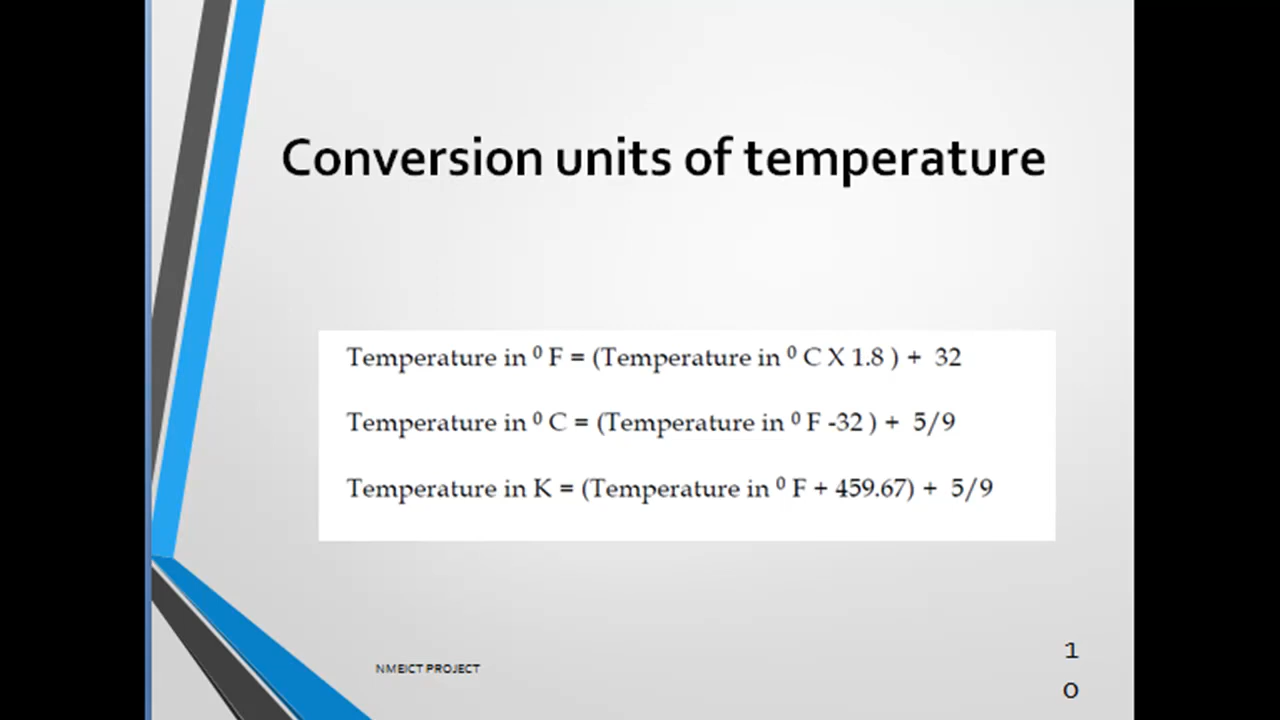 Conversion units of temperature
Temperature in ⁰ F = (Temperature in ⁰ C X 1.8 ) + 32
Temperature in ⁰ C = (Temperature in ⁰ F -32 ) + 5/9
Temperature in K = (Temperature in ⁰ F + 459.67) + 5/9
NMEICT PROJECT
1
0